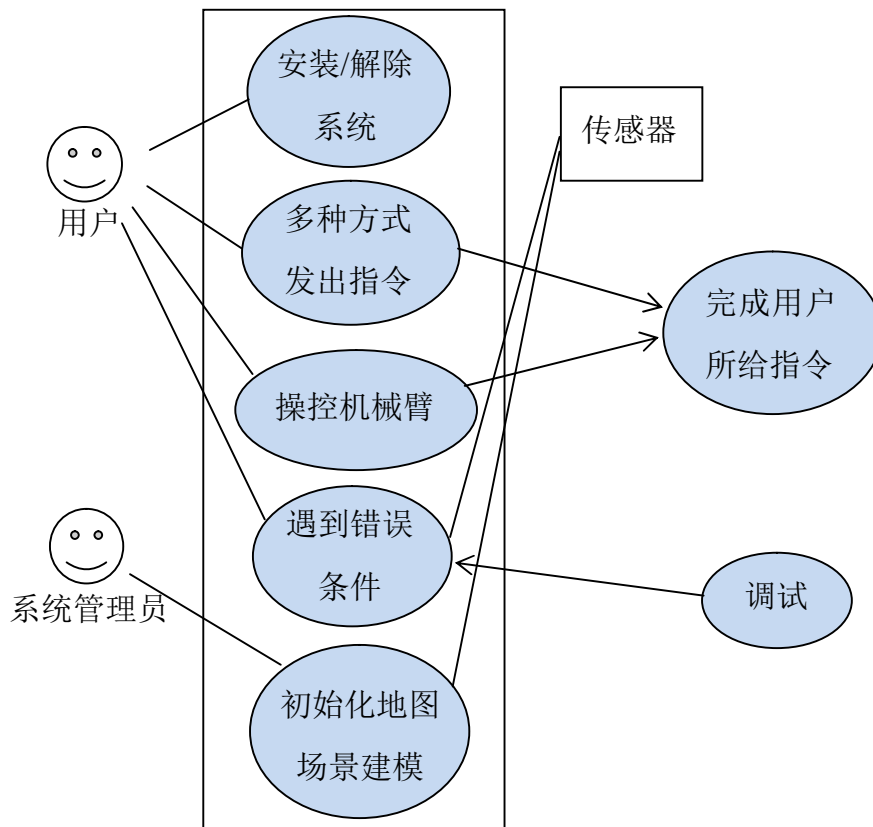 安装/解除
系统
传感器
用户
多种方式
发出指令
完成用户
所给指令
操控机械臂
遇到错误
条件
系统管理员
调试
初始化地图
场景建模